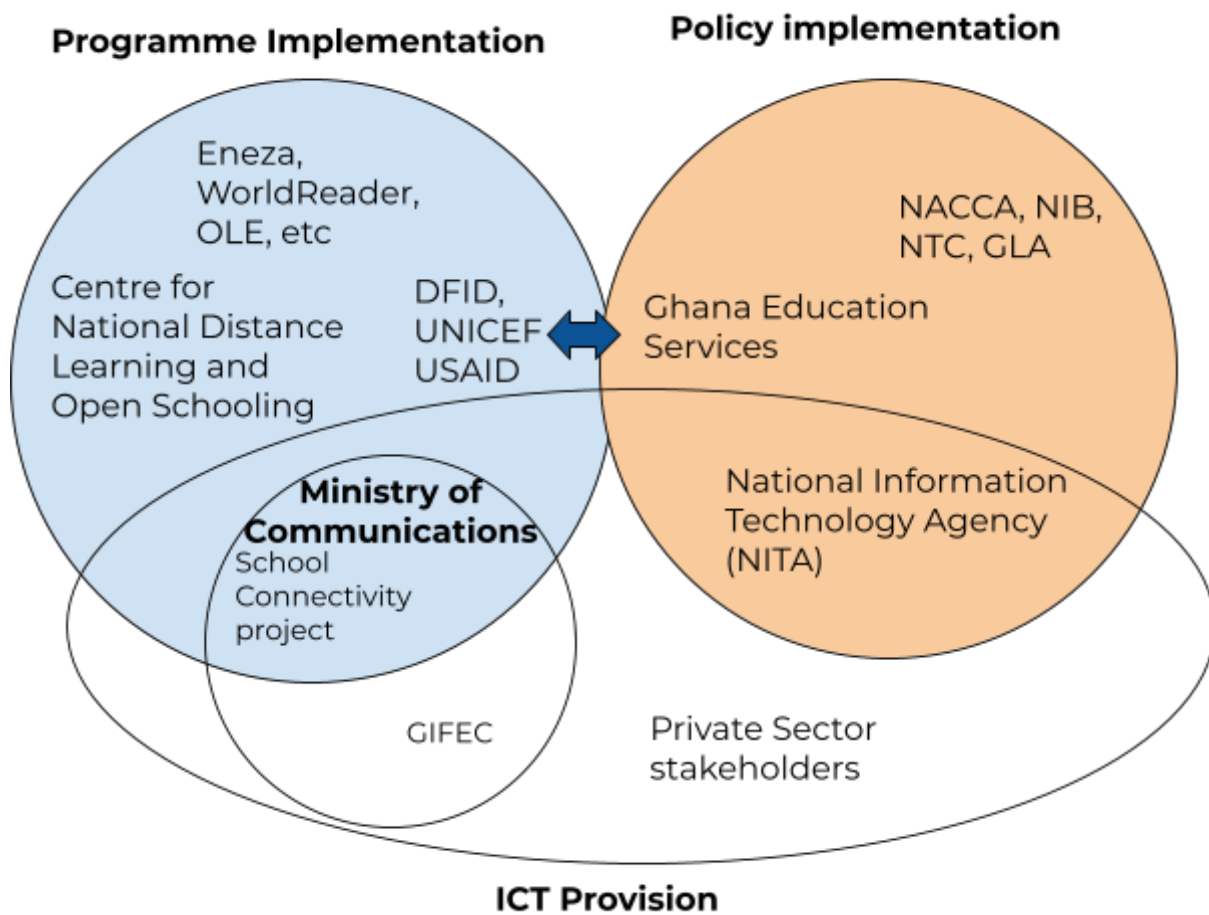 Programme Implementation
Policy implementation
Eneza,
WorldReader,
OLE, etc
NACCA, NIB,
NTC, GLA
Centre for
National Distance
Learning and
Open Schooling
DFID,
UNICEF
USAID
Ghana Education
Services
Ministry of
Communications
School
Connectivity
project
National Information
Technology Agency
(NITA)
GIFEC
Private Sector
stakeholders
ICT Provision